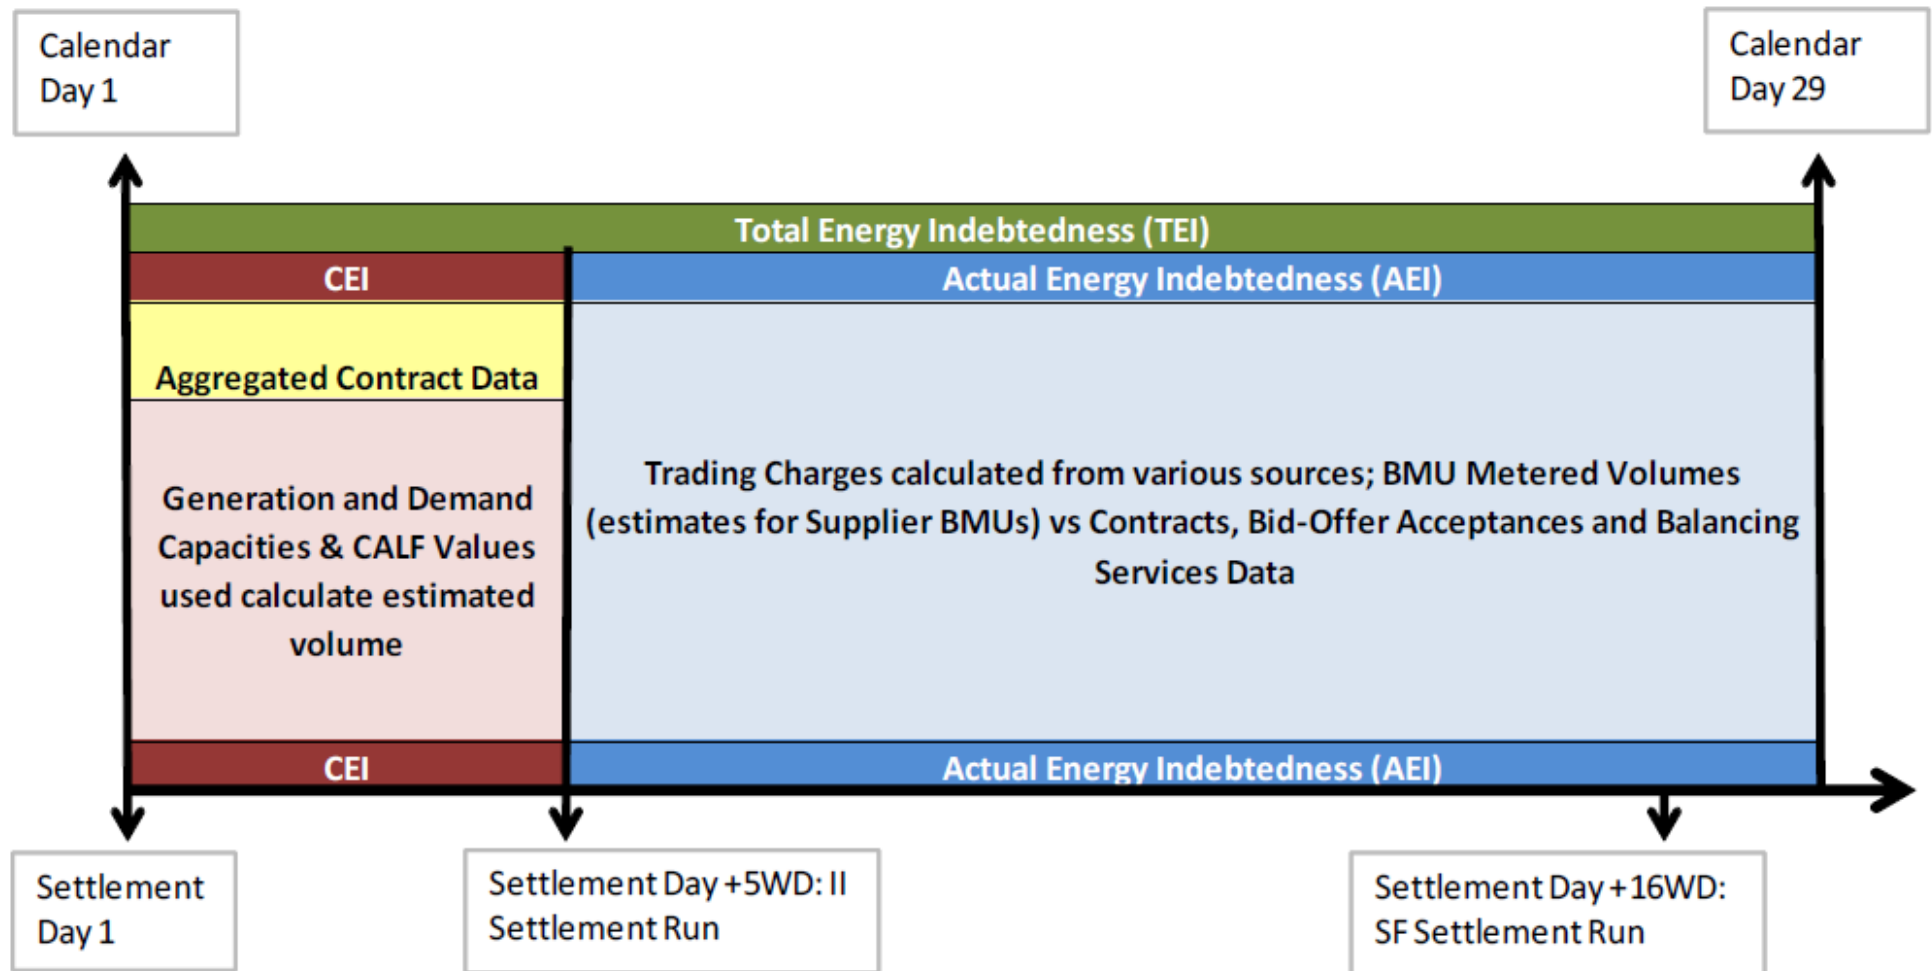 Calendar
Day 1
Calendar
Day 29
Total Energy Indebtedness (TEI)
CEI
Actual Energy Indebtedness (AEI)
Aggregated Contract Data
Generation and Demand
Capacities & CALF Values
used calculate estimated
volume
Trading Charges calculated from various sources; BMU Metered Volumes
(estimates for Supplier BMUs) vs Contracts, Bid-Offer Acceptances and Balancing
Services Data
CEI
Actual Energy Indebtedness (AEI)
Settlement
Day 1
Settlement Day +5WD: II
Settlement Run
Settlement Day +16WD:
SF Settlement Run